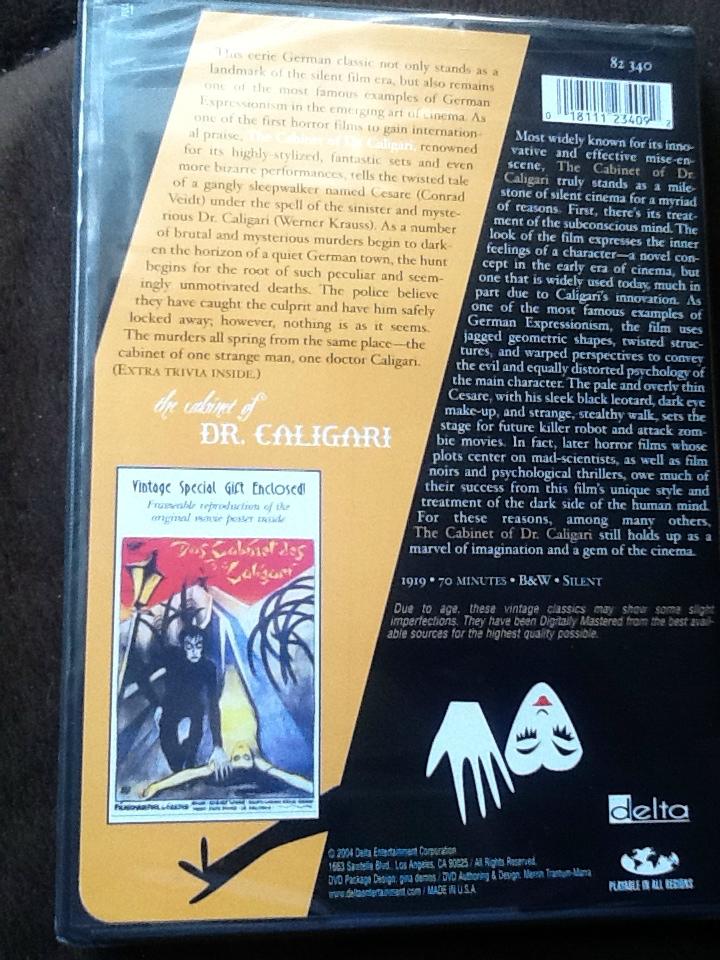 This eerie German classic not only stands as a
landmark of the silent film era, but also remains
one of the most famous examples of German
Expressionism in the emerging art of cinema. As
one of the first horror films to gain internation-
al praise, The Cabinet of Dr. Caligari, renowned
for its highly-stylized, fantastic sets and even
more bizarre performances, tells the twisted tale
of a gangly sleepwalker named Cesare (Conrad
Veidt) under the spell of the sinister and myste-
rious Dr. Caligari (Werner Krauss). As a number
of brutal and mysterious murders begin to dark-
en the horizon of a quiet German town, the hunt
begins for the root of such peculiar and seem-
ingly unmotivated deaths. The police believe
they have caught the culprit and have him safely
locked away; however, nothing is as it seems.
The murders all spring from the same place—the
cabinet of one strange man, one doctor Caligari.
(EXTRA TRIVIA INSIDE.)
the cabinet of
DR. CALIGARI
Vintage Special Gift Enclosed!
Frameable reproduction of the
original movie poster inside
Das Cabinet des
Dr. Caligari
82 340
0 18111 23409 2
Most widely known for its inno-
vative and effective mise-en-
scene, The Cabinet of Dr.
Caligari truly stands as a mile-
stone of silent cinema for a myriad
of reasons. First, there's its treat-
ment of the subconscious mind. The
look of the film expresses the inner
feelings of a character—a novel con-
cept in the early era of cinema, but
one that is widely used today, much in
part due to Caligari's innovation. As
one of the most famous examples of
German Expressionism, the film uses
jagged geometric shapes, twisted struc-
tures, and warped perspectives to convey
the evil and equally distorted psychology of
the main character. The pale and overly thin
Cesare, with his sleek black leotard, dark eye
make-up, and strange, stealthy walk, sets the
stage for future killer robot and attack zom-
bie movies. In fact, later horror films whose
plots center on mad-scientists, as well as film
noirs and psychological thrillers, owe much of
their success from this film's unique style and
treatment of the dark side of the human mind.
For these reasons, among many others,
The Cabinet of Dr. Caligari still holds up as a
marvel of imagination and a gem of the cinema.
1919 • 70 MINUTES • B&W • SILENT
Due to age, these vintage classics may show some slight
imperfections. They have been Digitally Mastered from the best avail-
able sources for the highest quality possible.
delta
© 2004 Delta Entertainment Corporation
1663 Sawtelle Blvd., Los Angeles, CA 90025 / All Rights Reserved.
DVD Package Design: gina demios / DVD Authoring & Design: Merrin Trantum-Marra
www.deltaentertainment.com / MADE IN U.S.A.
PLAYABLE IN ALL REGIONS